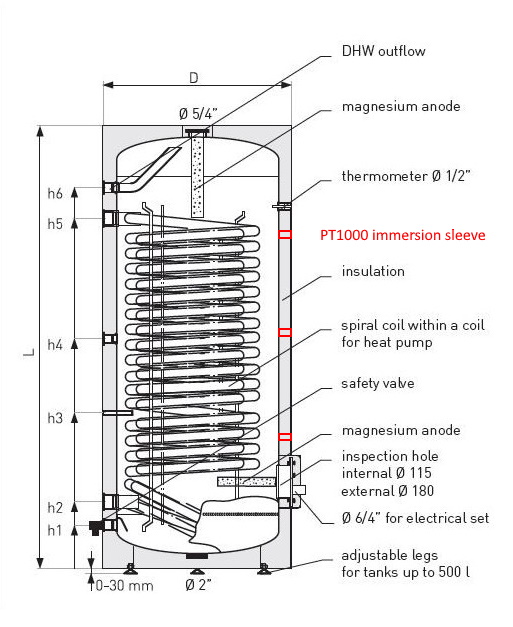 DHW outflow
D
Ø 5/4”
magnesium anode
thermometer Ø 1/2”
h6
h5
PT1000 immersion sleeve
insulation
spiral coil within a coil
for heat pump
h4
L
safety valve
h3
magnesium anode
inspection hole
internal Ø 115
external Ø 180
h2
Ø 6/4” for electrical set
h1
adjustable legs
for tanks up to 500 l
0-30 mm
Ø 2”